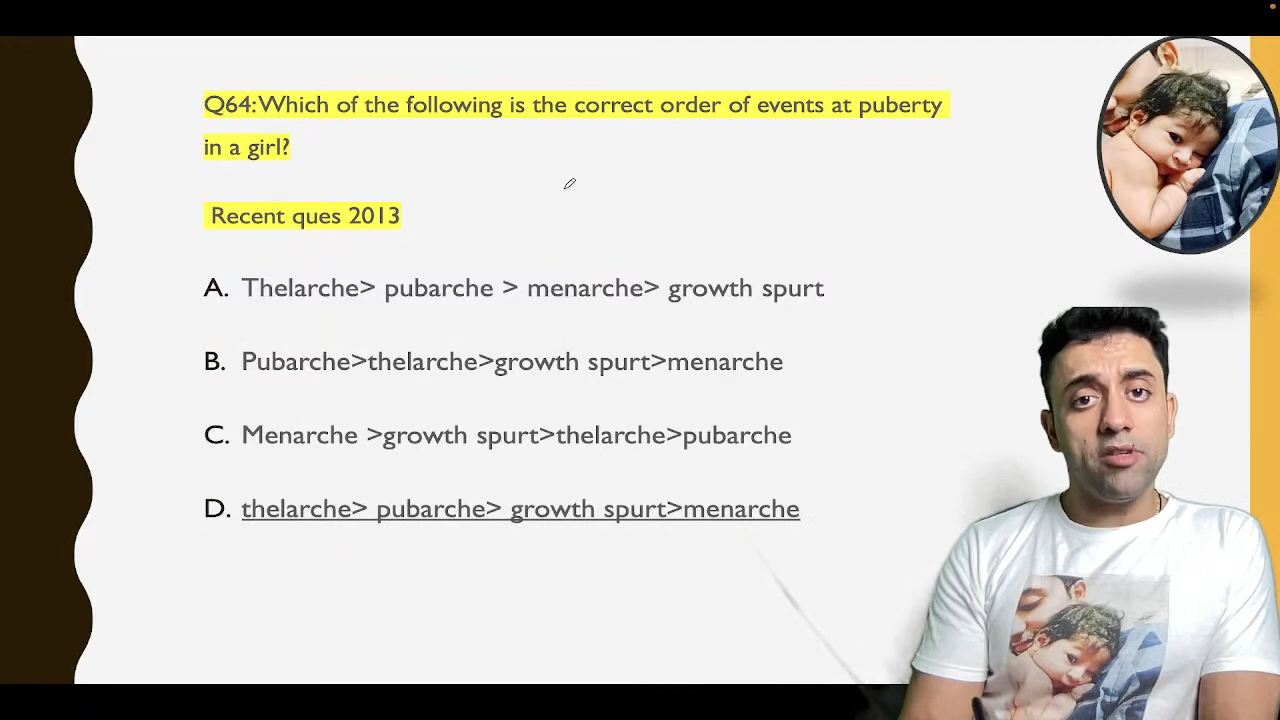 Q64: Which of the following is the correct order of events at puberty
in a girl?
Recent ques 2013
A. Thelarche> pubarche > menarche> growth spurt
B. Pubarche>thelarche>growth spurt>menarche
C. Menarche >growth spurt>thelarche>pubarche
D. thelarche> pubarche> growth spurt>menarche